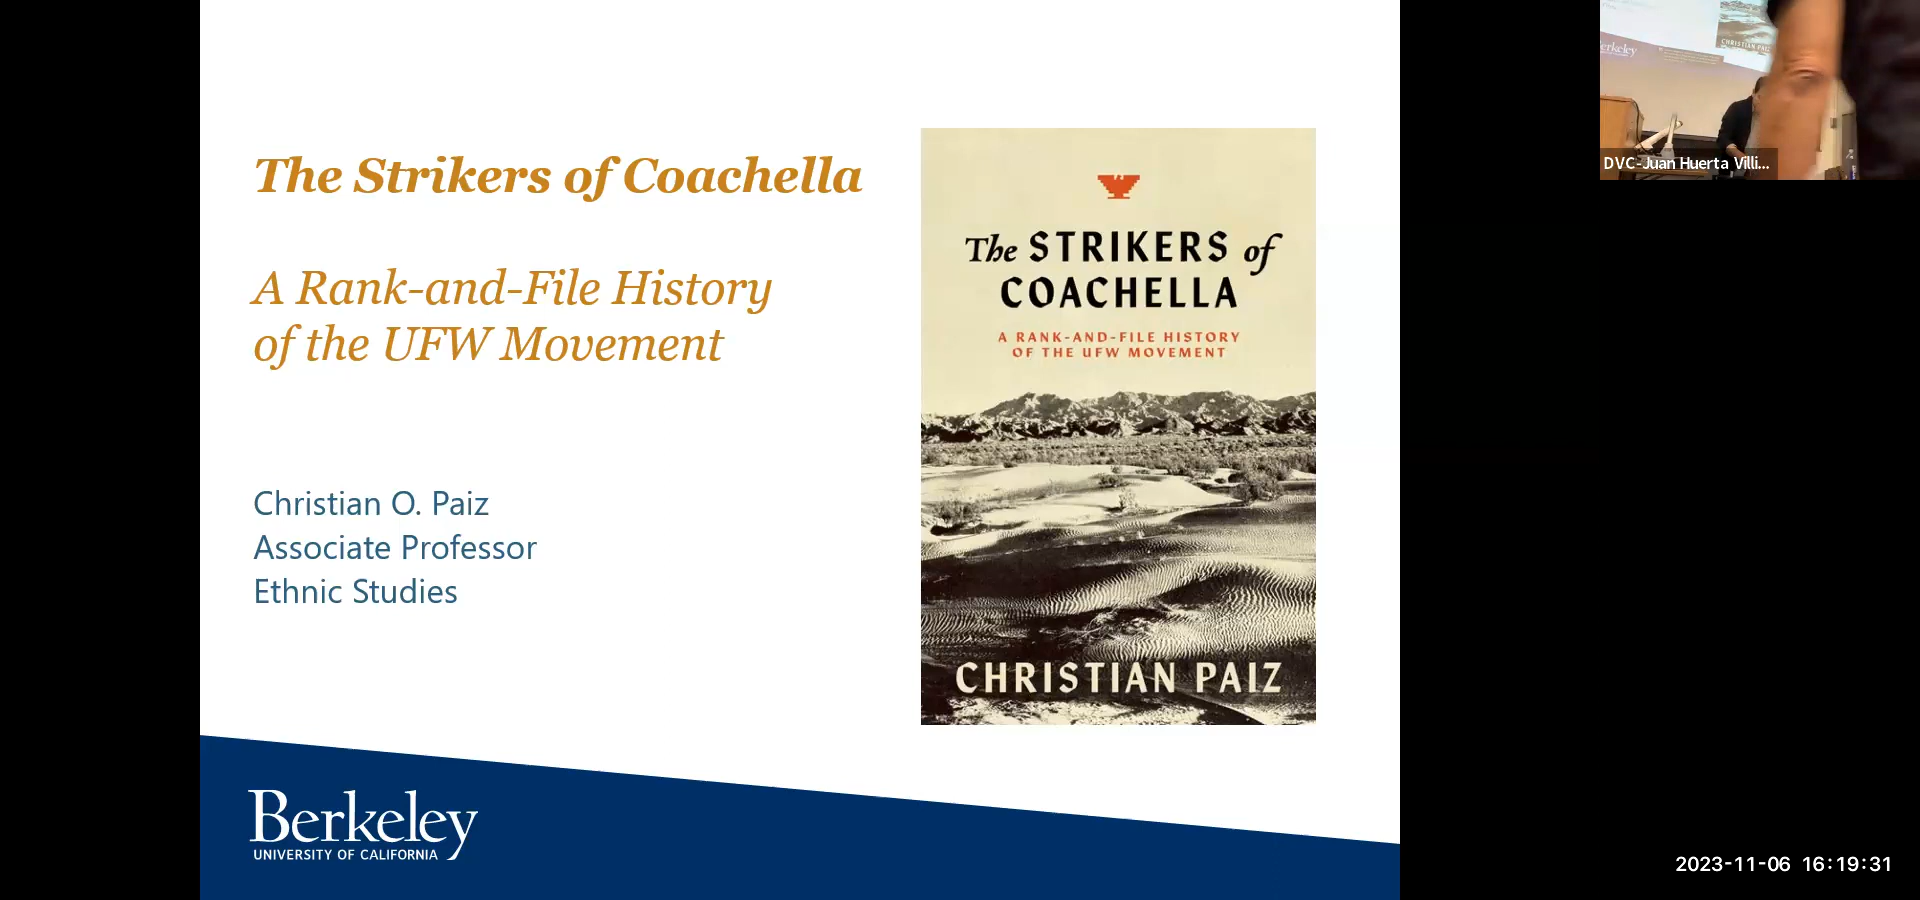 The Strikers of Coachella
A Rank-and-File History
of the UFW Movement
Christian O. Paiz
Associate Professor
Ethnic Studies
The STRIKERS of
COACHELLA
A RANK-AND-FILE HISTORY
OF THE UFW MOVEMENT
CHRISTIAN PAIZ
Berkeley
UNIVERSITY OF CALIFORNIA
CHRISTIAN PAIZ
DVC-Juan Huerta Villi...
2023-11-06 16:19:31